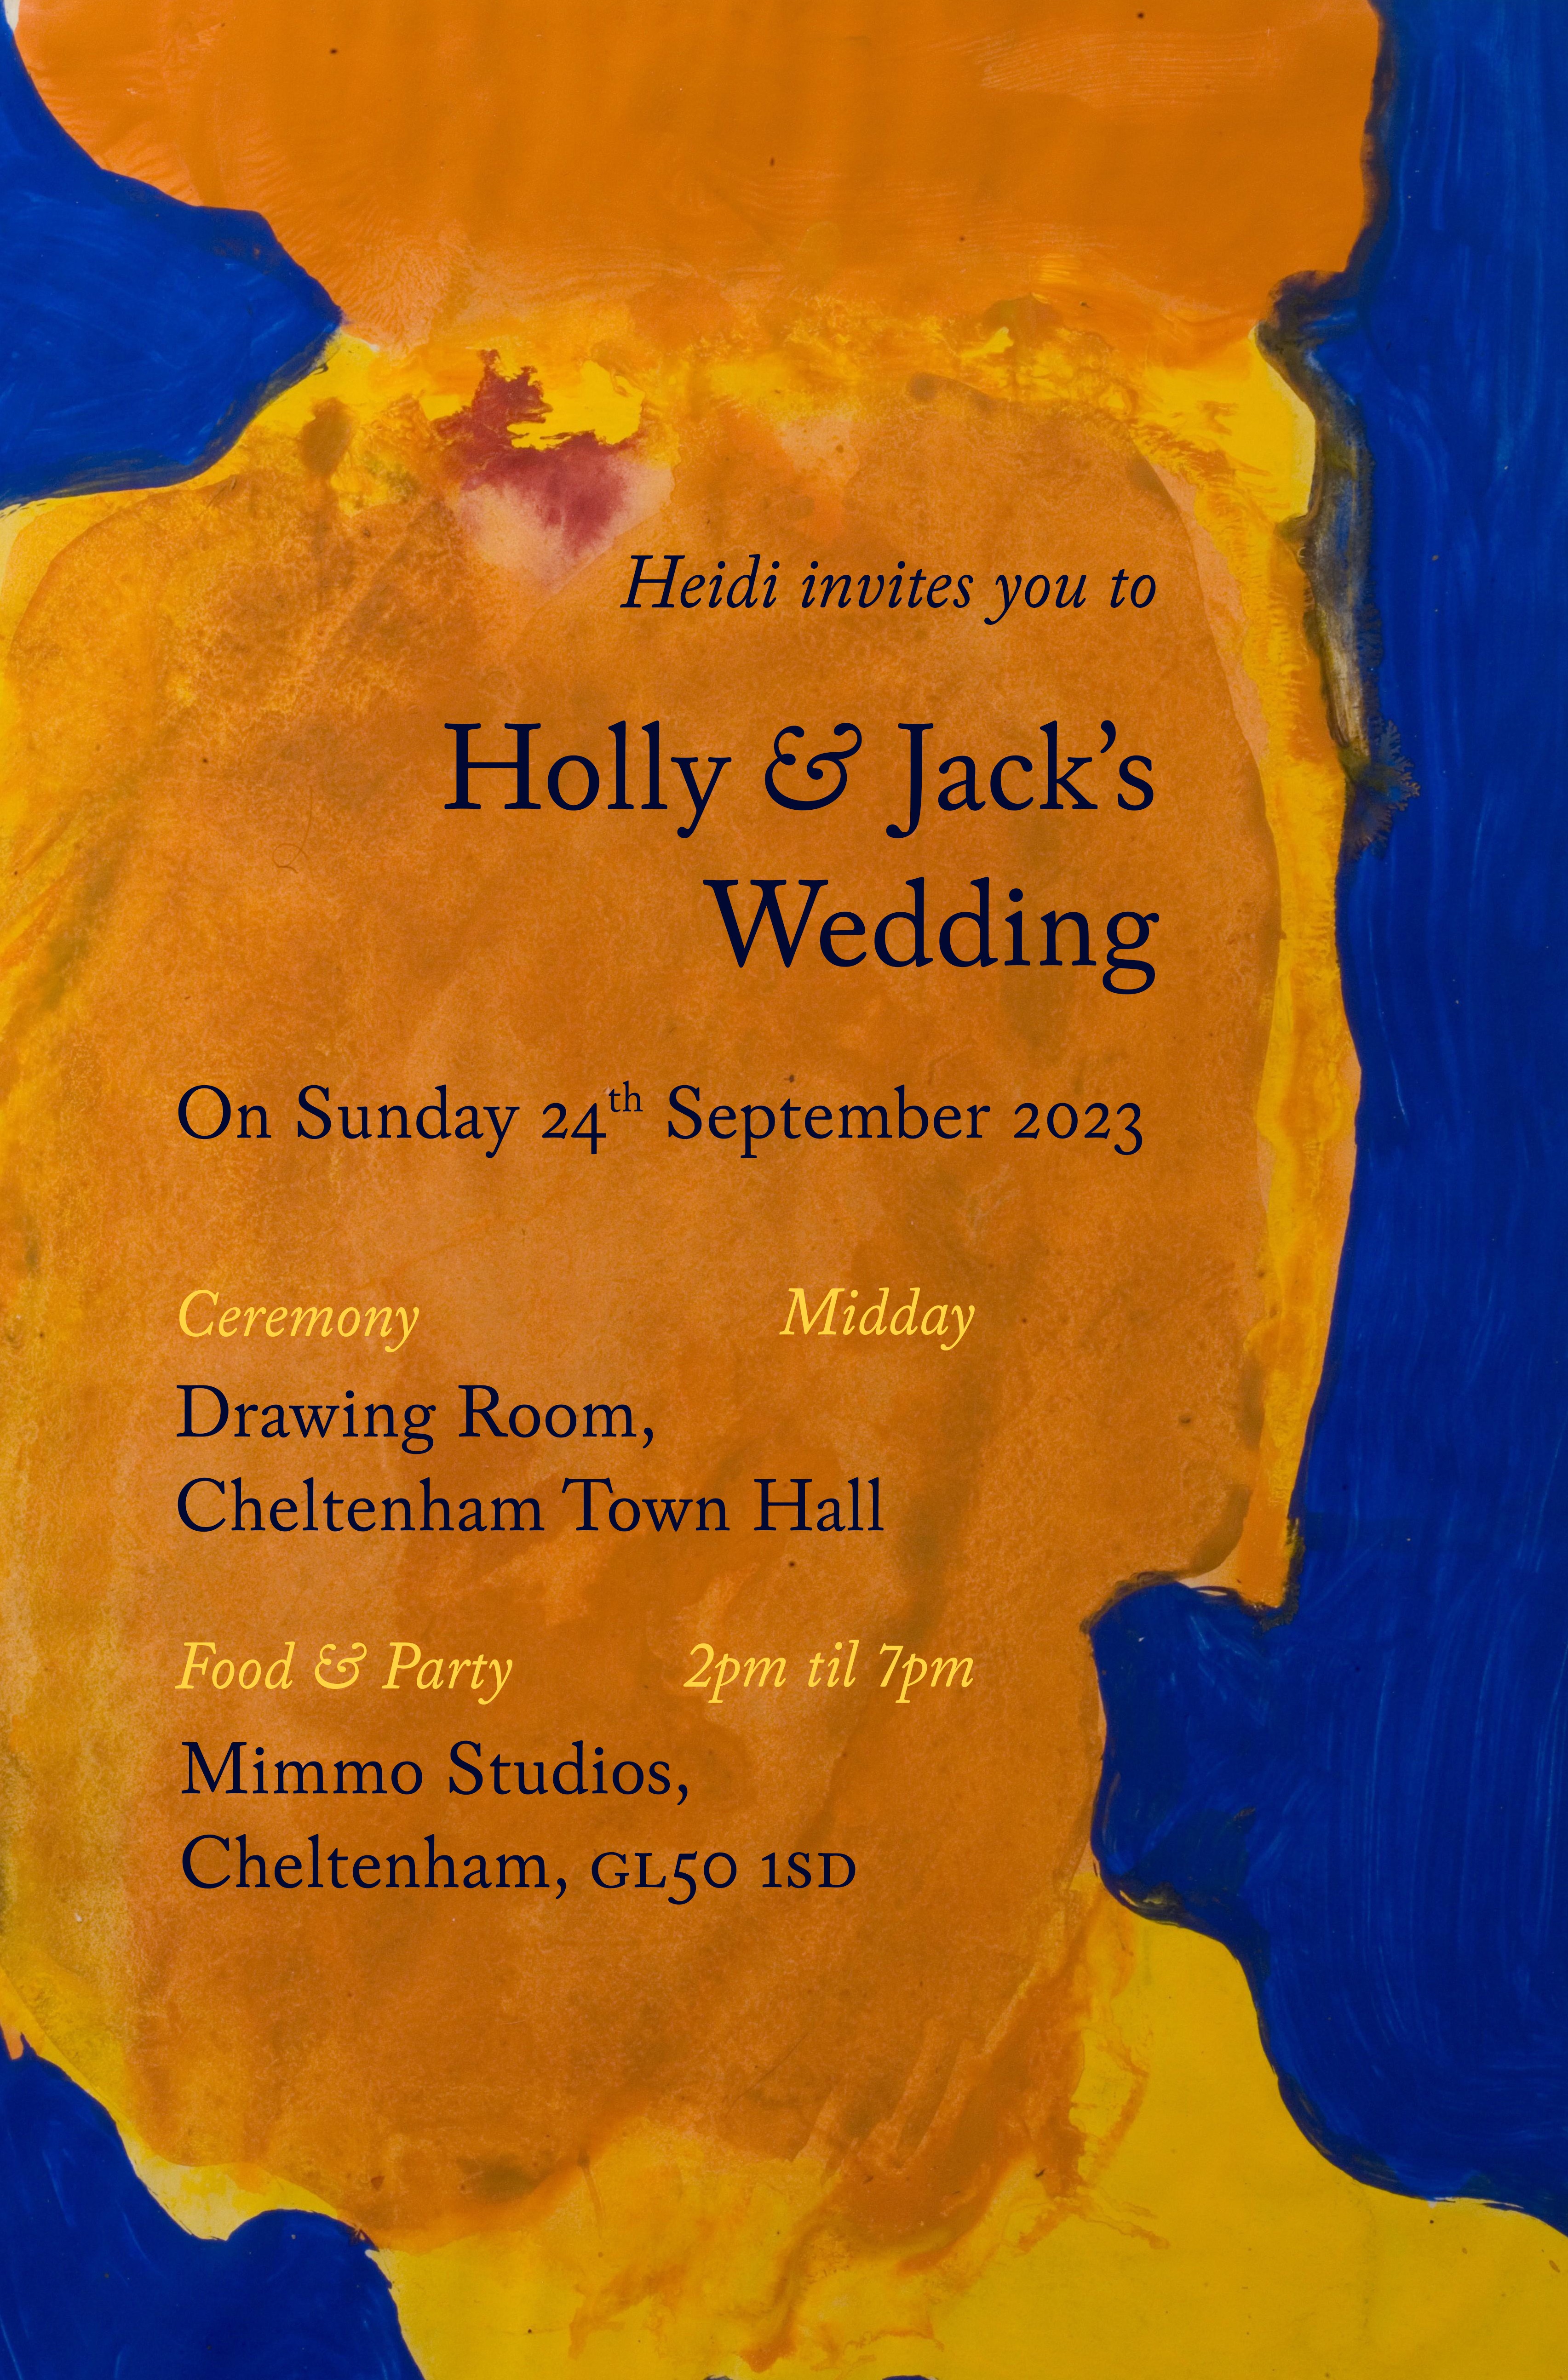 Heidi invites you to
Holly & Jack’s
Wedding
On Sunday 24th September 2023
Ceremony Midday
Drawing Room,
Cheltenham Town Hall
Food & Party 2pm til 7pm
Mimmo Studios,
Cheltenham, GL50 1SD